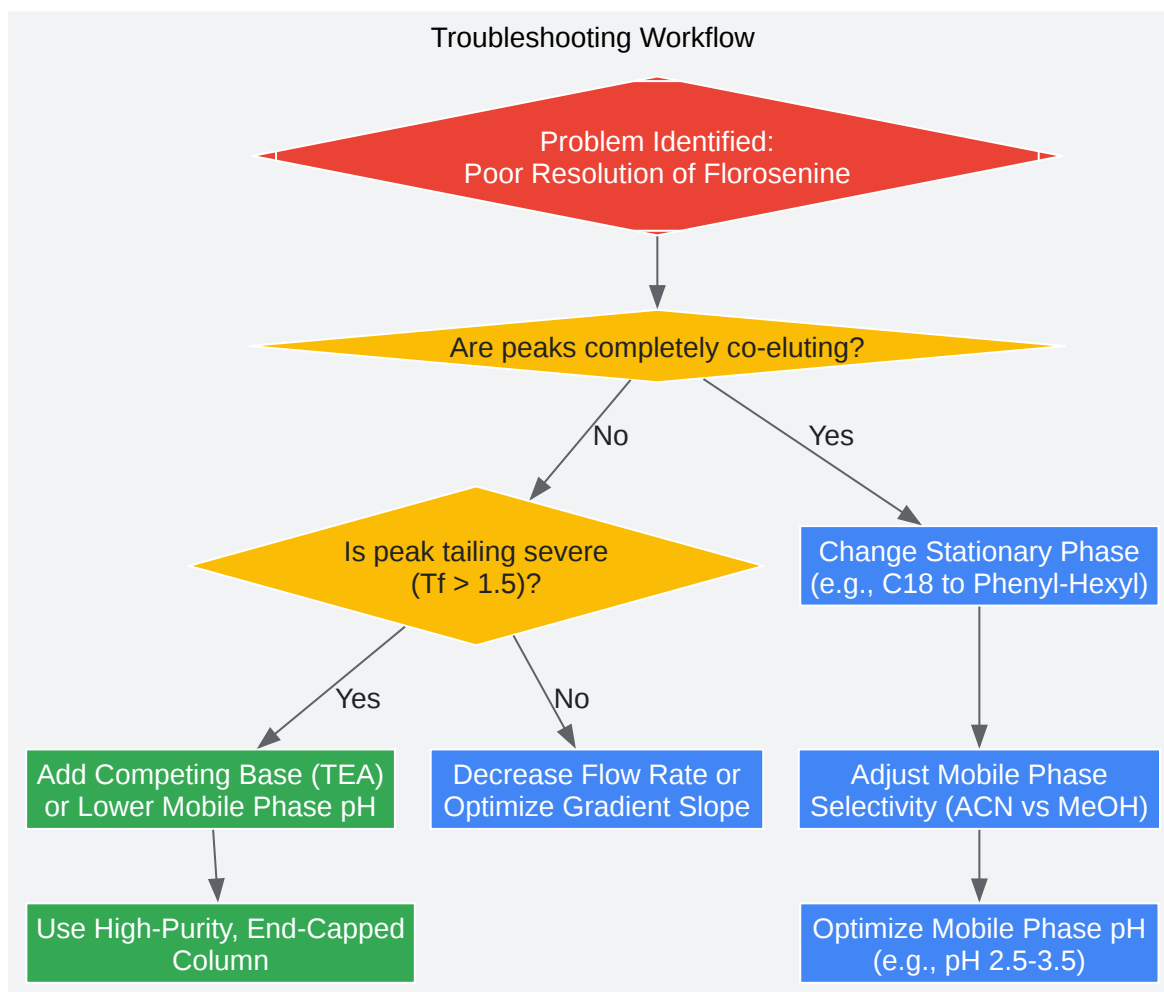 Troubleshooting Workflow
Problem Identified:
Poor Resolution of Florosenine
Are peaks completely co-eluting?
No
Yes
Is peak tailing severe
(Tf > 1.5)?
Change Stationary Phase
(e.g., C18 to Phenyl-Hexyl)
Yes
No
Add Competing Base (TEA)
or Lower Mobile Phase pH
Decrease Flow Rate or
Optimize Gradient Slope
Adjust Mobile Phase
Selectivity (ACN vs MeOH)
Use High-Purity, End-Capped
Column
Optimize Mobile Phase pH
(e.g., pH 2.5-3.5)